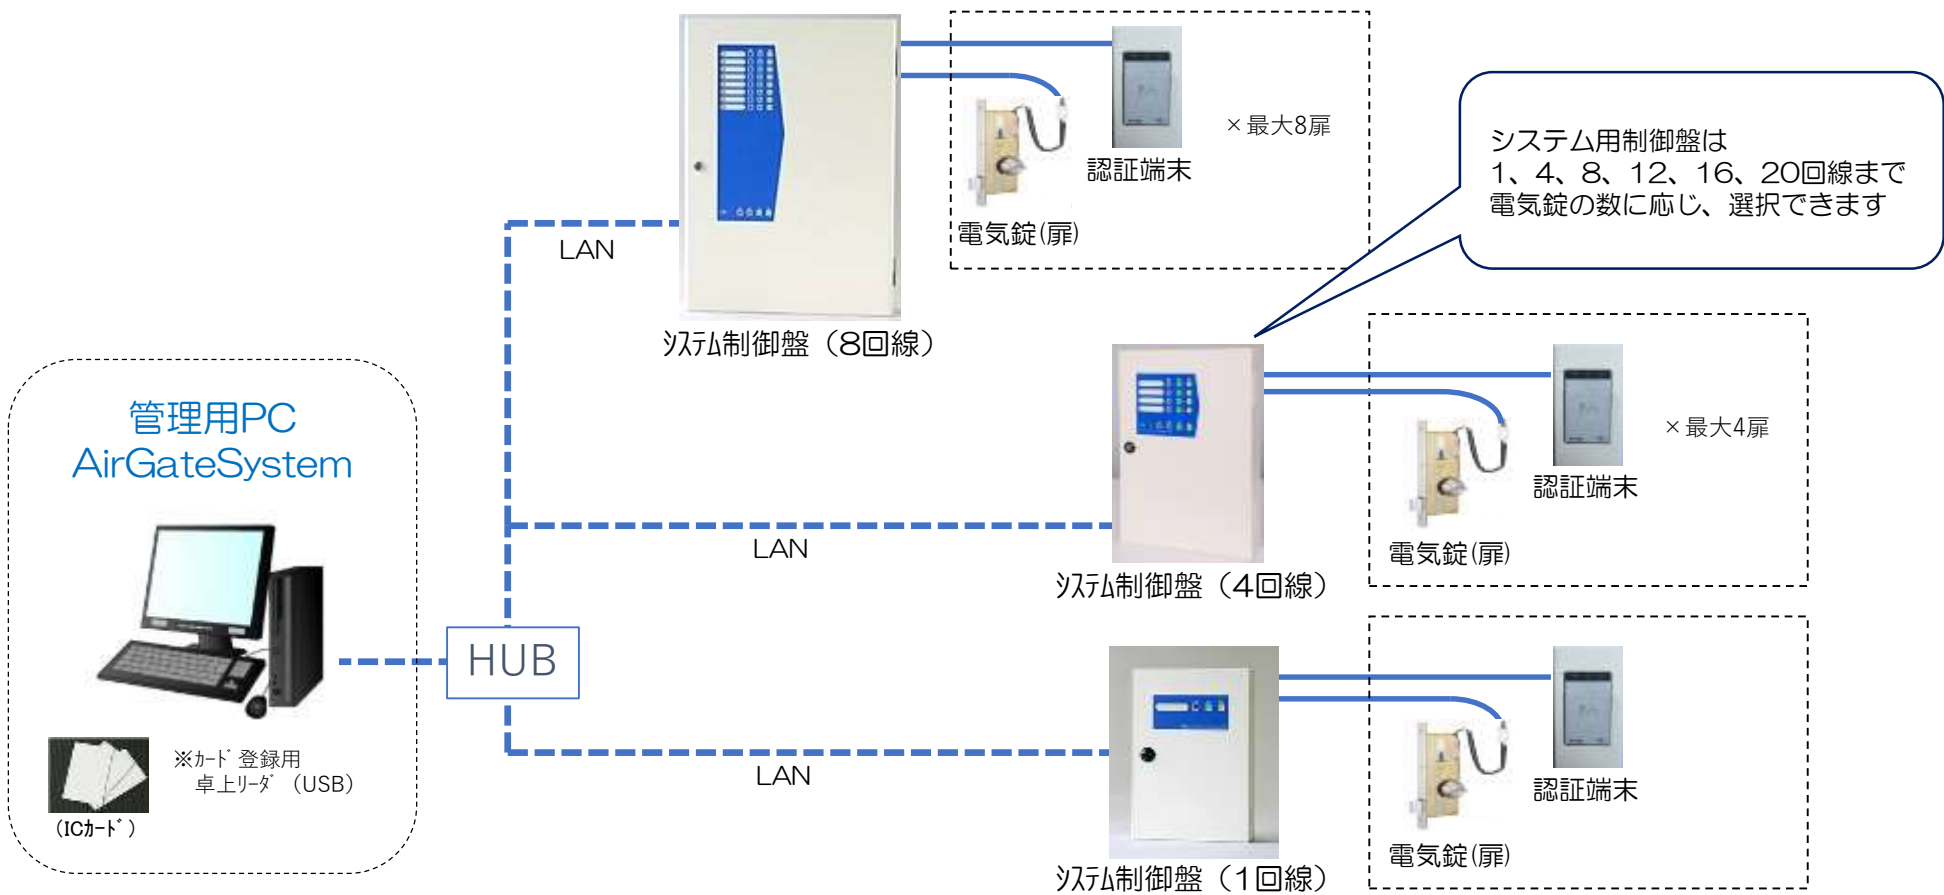 ×最大8扉
認証端末
電気錠(扉)
LAN
ｼｽﾃﾑ制御盤（8回線）
システム用制御盤は
1、4、8、12、16、20回線まで
電気錠の数に応じ、選択できます
×最大4扉
認証端末
電気錠(扉)
LAN
ｼｽﾃﾑ制御盤（4回線）
管理用PC
AirGateSystem
HUB
※ｶｰﾄﾞ登録用
卓上ﾘｰﾀﾞ（USB）
(ICｶｰﾄﾞ)
LAN
認証端末
電気錠(扉)
ｼｽﾃﾑ制御盤（1回線）